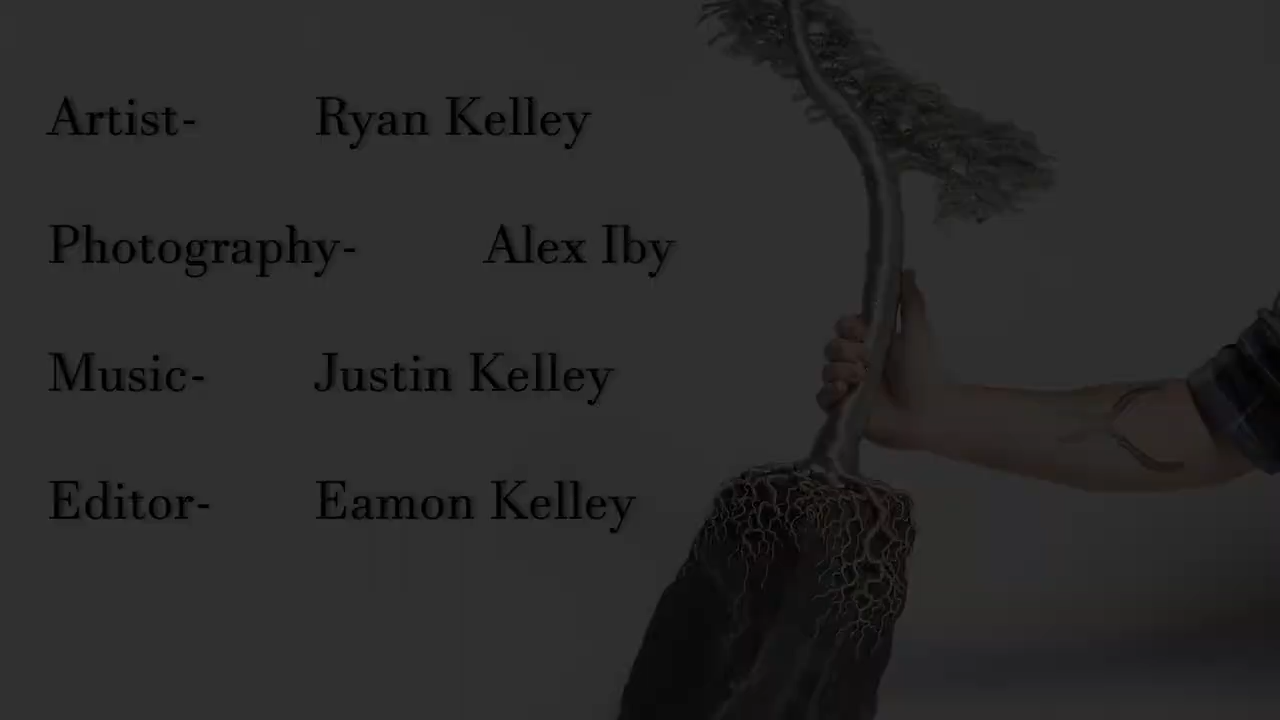 Artist- Ryan Kelley
Photography- Alex Iby
Music- Justin Kelley
Editor- Eamon Kelley